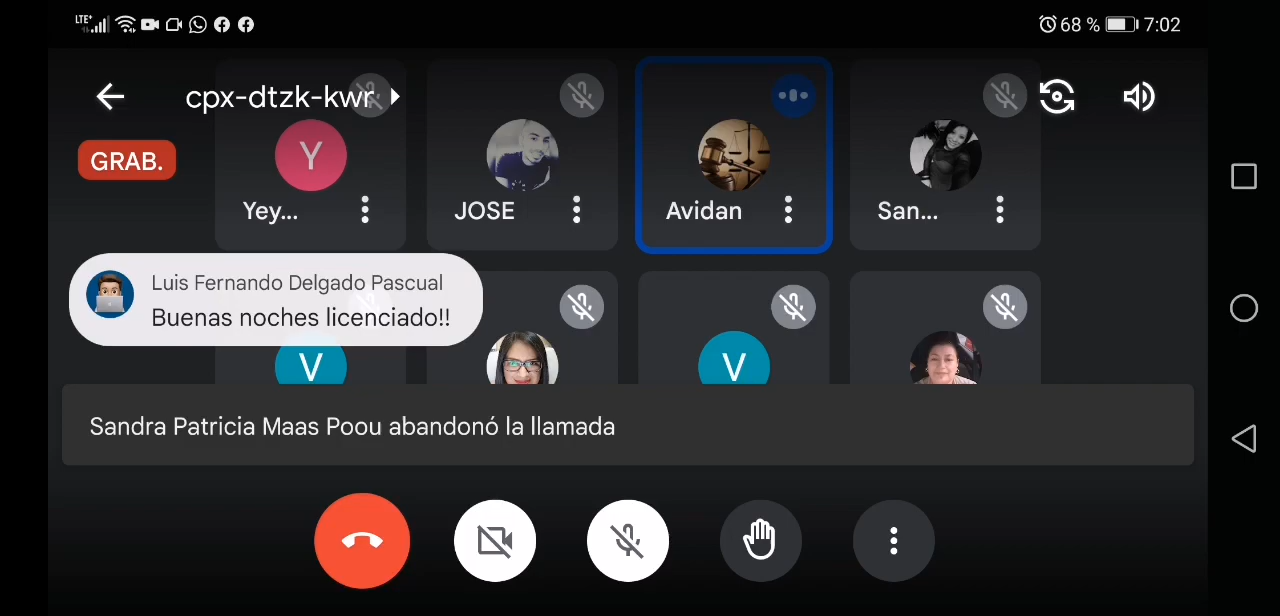 LTE+
68 % 7:02
cpx-dtzk-kwr
GRAB.
Y
Yey...
JOSE
Avidan
San...
Luis Fernando Delgado Pascual
Buenas noches licenciado!!
V
V
Sandra Patricia Maas Poou abandonó la llamada